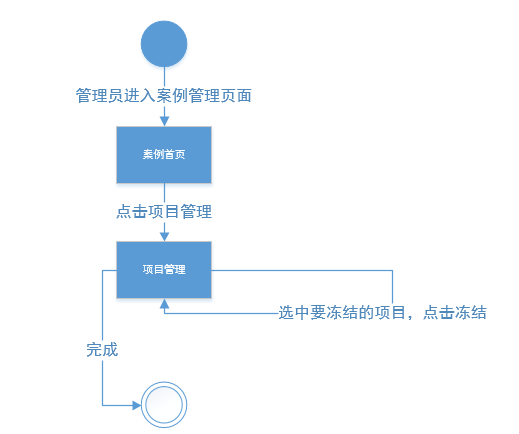 管理员进入案例管理页面
案例首页
点击项目管理
项目管理
选中要冻结的项目，点击冻结
完成